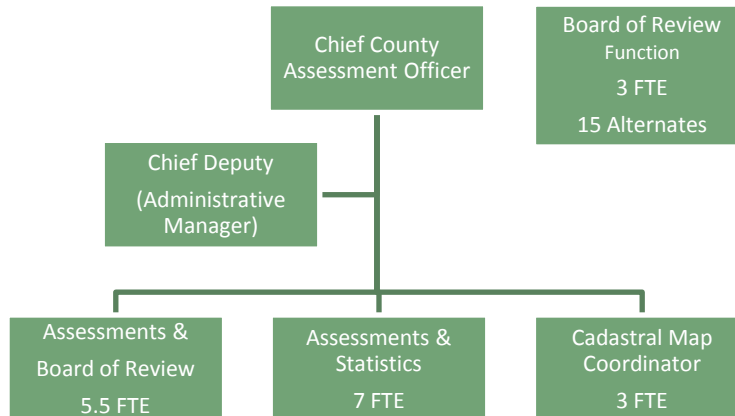 Chief County
Assessment Officer
Board of Review
Function
3 FTE
15 Alternates
Chief Deputy
(Administrative
Manager)
Assessments &
Board of Review
5.5 FTE
Assessments &
Statistics
7 FTE
Cadastral Map
Coordinator
3 FTE